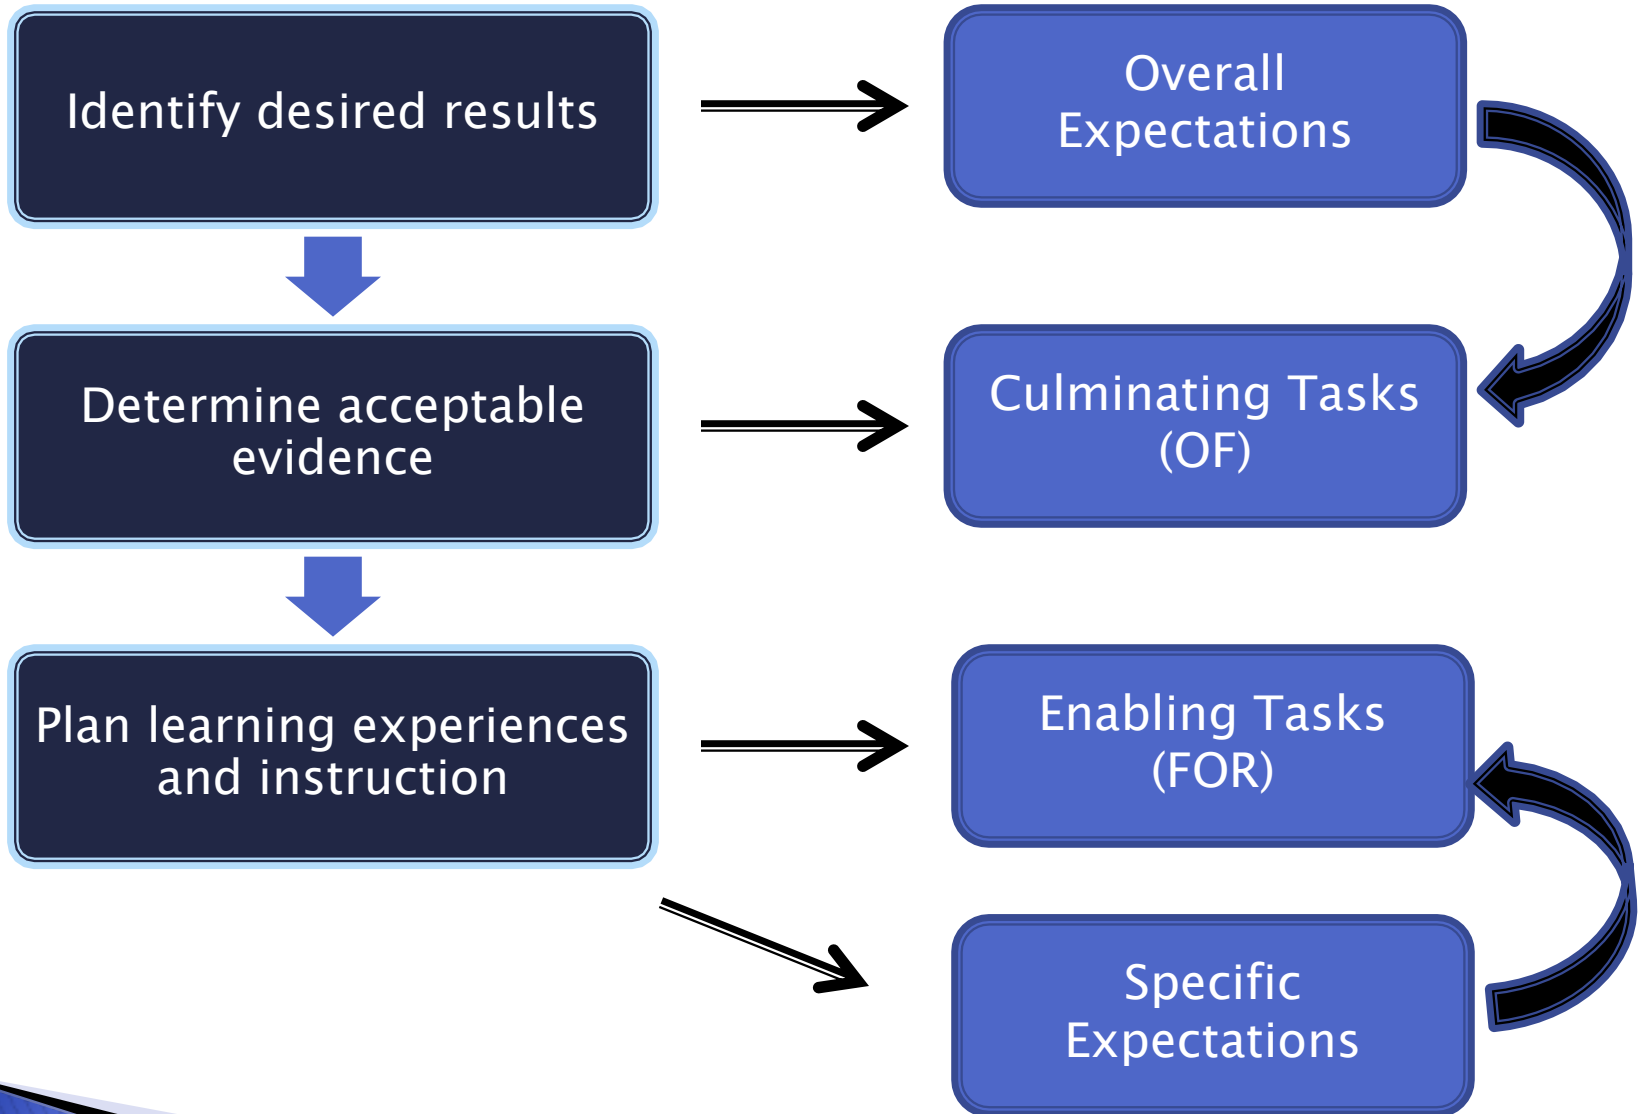 Identify desired results
Overall
Expectations
Determine acceptable
evidence
Culminating Tasks
(OF)
Plan learning experiences
and instruction
Enabling Tasks
(FOR)
Specific
Expectations